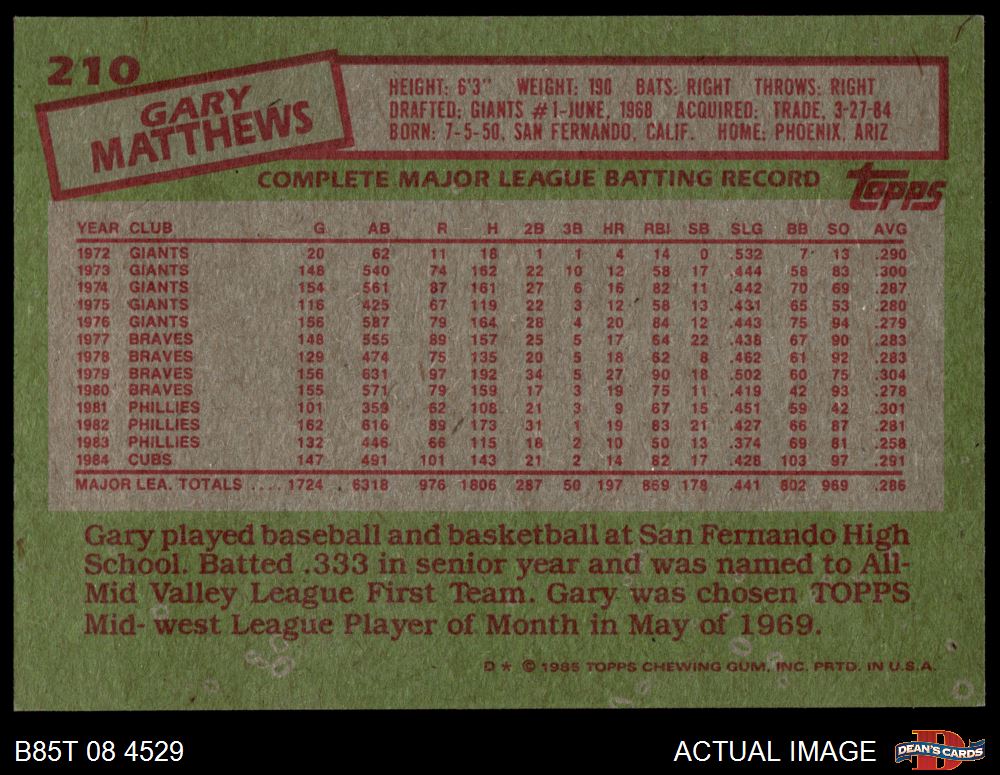 210
GARY
MATTHEWS
HEIGHT: 6'3" WEIGHT: 190 BATS: RIGHT THROWS: RIGHT
DRAFTED: GIANTS #1-JUNE, 1968 ACQUIRED: TRADE, 3-27-84
BORN: 7-5-50, SAN FERNANDO, CALIF. HOME: PHOENIX, ARIZ
COMPLETE MAJOR LEAGUE BATTING RECORD
topps
YEAR CLUB G AB R H 2B 3B HR RBI SB SLG BB SO AVG
1972 GIANTS 20 62 11 18 1 1 4 14 0 .532 7 13 .290
1973 GIANTS 148 540 74 162 22 10 12 58 17 .444 58 83 .300
1974 GIANTS 154 561 87 161 27 6 16 82 11 .442 70 69 .287
1975 GIANTS 116 425 67 119 22 3 12 58 13 .431 65 53 .280
1976 GIANTS 156 587 79 164 28 4 20 84 12 .443 75 94 .279
1977 BRAVES 148 555 89 157 25 5 17 64 22 .438 67 90 .283
1978 BRAVES 129 474 75 135 20 5 18 62 8 .462 61 92 .283
1979 BRAVES 156 631 97 192 34 5 27 90 18 .502 60 75 .304
1980 BRAVES 155 571 79 159 17 3 19 75 11 .419 42 93 .278
1981 PHILLIES 101 359 62 108 21 3 9 67 15 .451 59 42 .301
1982 PHILLIES 162 616 89 173 31 1 19 83 21 .427 66 87 .281
1983 PHILLIES 132 446 66 115 18 2 10 50 13 .374 69 81 .258
1984 CUBS 147 491 101 143 21 2 14 82 17 .428 103 97 .291
MAJOR LEA. TOTALS .... 1724 6318 976 1806 287 50 197 869 178 .441 802 969 .286
Gary played baseball and basketball at San Fernando High
School. Batted .333 in senior year and was named to All-
Mid Valley League First Team. Gary was chosen TOPPS
Mid-west League Player of Month in May of 1969.
D * © 1985 TOPPS CHEWING GUM, INC. PRTD. IN U.S.A.
B85T 08 4529 ACTUAL IMAGE DEAN'S CARDS